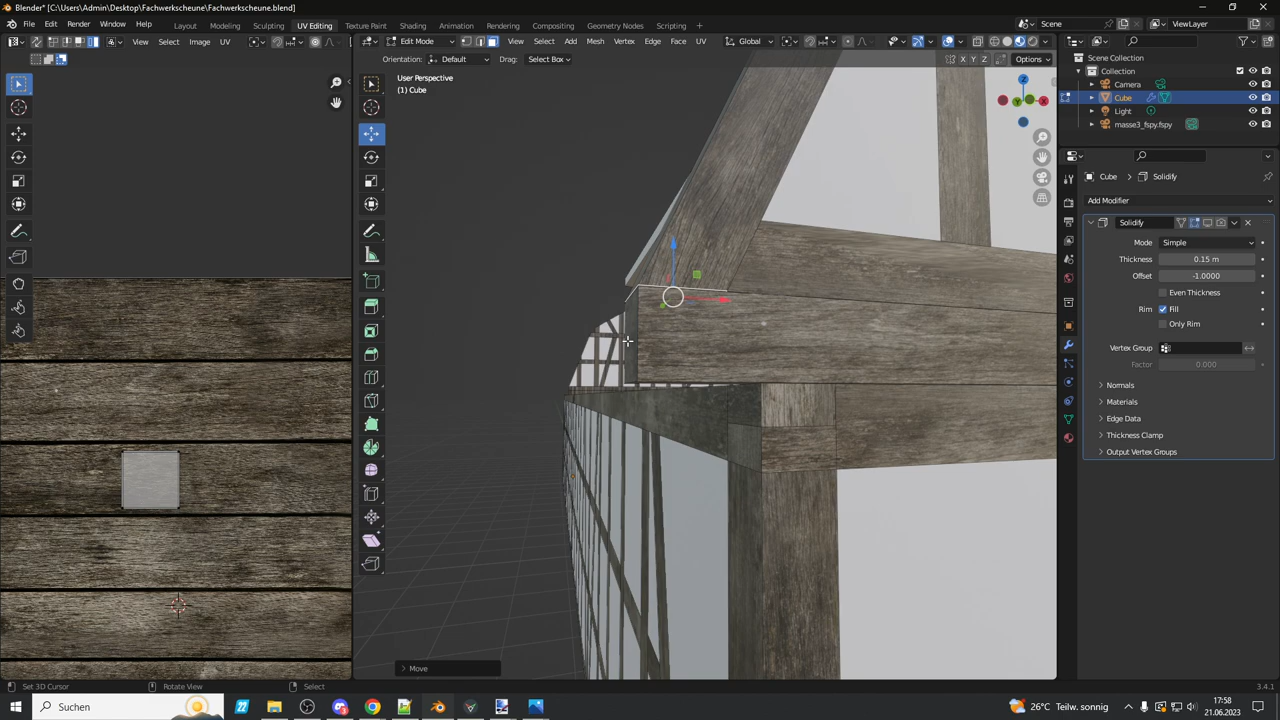 Blender* [C:\Users\Admin\Desktop\Fachwerkscheune\Fachwerkscheune.blend]
File Edit Render Window Help Layout Modeling Sculpting UV Editing Texture Paint Shading Animation Rendering Compositing Geometry Nodes Scripting + Scene ViewLayer
View Select Image UV Edit Mode View Select Add Mesh Vertex Edge Face UV Global
Orientation: Default Drag: Select Box X Y Z Options
User Perspective
(1) Cube
Scene Collection
Collection
Camera
Cube
Light
masse3_fspy.fspy
Z
X
Y
Cube > Solidify
Add Modifier
Solidify
Mode Simple
Thickness 0.15 m
Offset -1.0000
Even Thickness
Rim Fill
Only Rim
Vertex Group
Factor 0.000
> Normals
> Materials
> Edge Data
> Thickness Clamp
> Output Vertex Groups
> Move
Set 3D Cursor Rotate View Select 3.4.1
Suchen
26°C Teilw. sonnig
17:58
21.06.2023